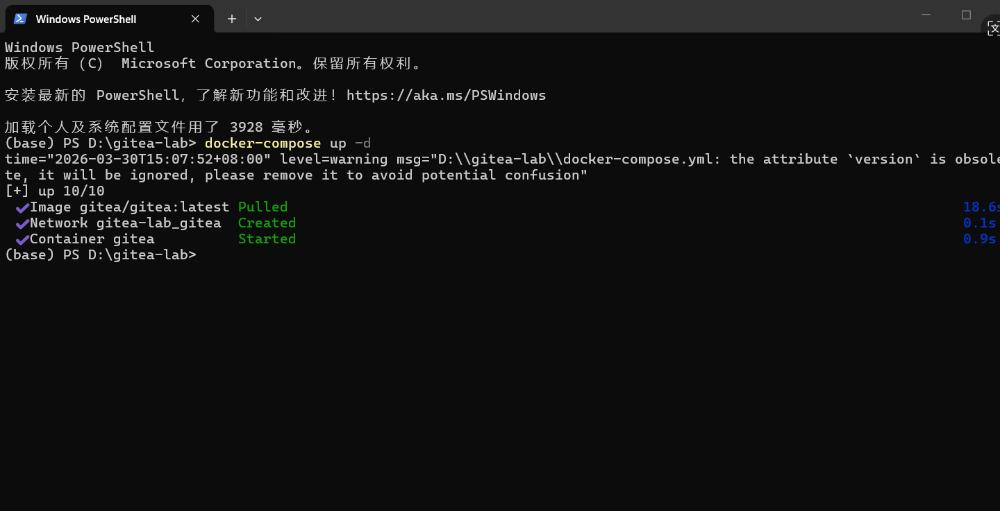 Windows PowerShell
Windows PowerShell
版权所有（C） Microsoft Corporation。保留所有权利。
安装最新的 PowerShell，了解新功能和改进！https://aka.ms/PSWindows
加载个人及系统配置文件用了 3928 毫秒。
(base) PS D:\gitea-lab> docker-compose up -d
time="2026-03-30T15:07:52+08:00" level=warning msg="D:\\gitea-lab\\docker-compose.yml: the attribute `version` is obsole
te, it will be ignored, please remove it to avoid potential confusion"
[+] up 10/10
✔Image gitea/gitea:latest Pulled 18.6s
✔Network gitea-lab_gitea Created 0.1s
✔Container gitea Started 0.9s
(base) PS D:\gitea-lab>